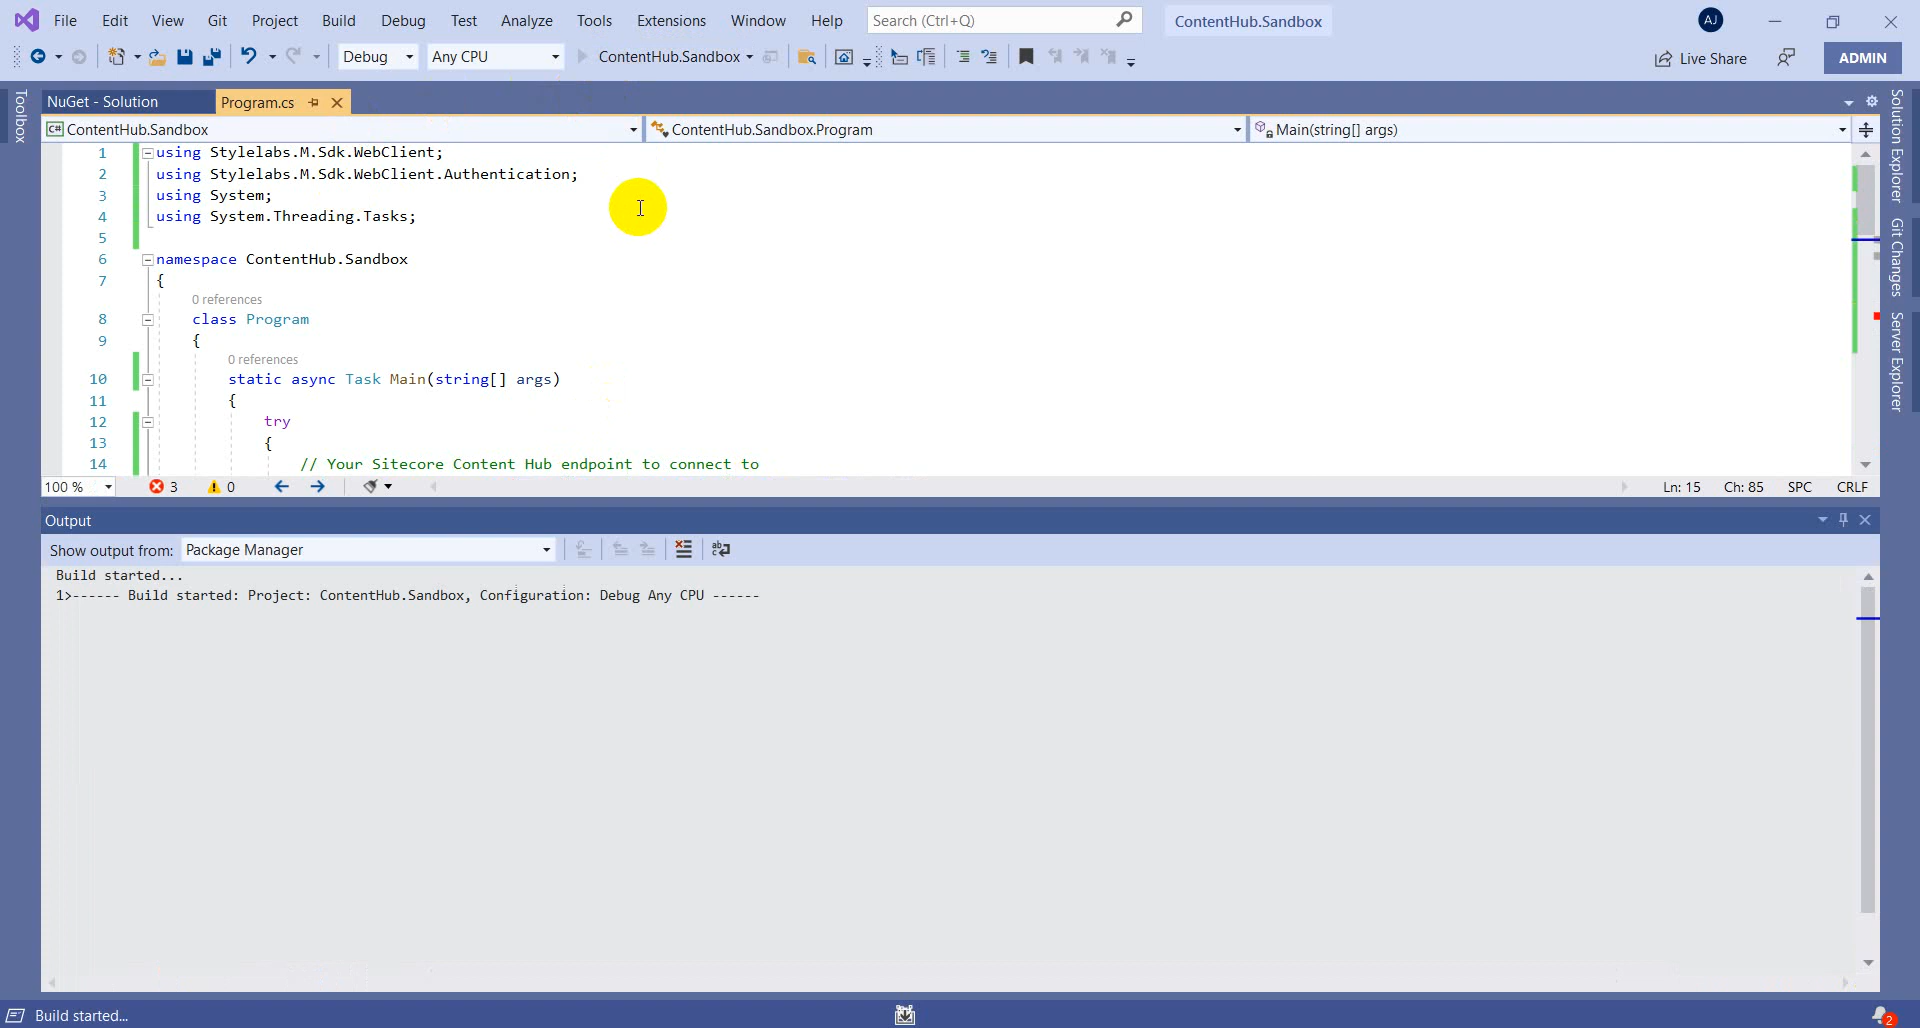 File Edit View Git Project Build Debug Test Analyze Tools Extensions Window Help Search (Ctrl+Q) ContentHub.Sandbox AJ
Debug Any CPU ContentHub.Sandbox Live Share ADMIN
NuGet - Solution Program.cs
C# ContentHub.Sandbox ContentHub.Sandbox.Program Main(string[] args)
1 using Stylelabs.M.Sdk.WebClient;
2 using Stylelabs.M.Sdk.WebClient.Authentication;
3 using System;
4 using System.Threading.Tasks;
5
6 namespace ContentHub.Sandbox
7 {
0 references
8 class Program
9 {
0 references
10 static async Task Main(string[] args)
11 {
12 try
13 {
14 // Your Sitecore Content Hub endpoint to connect to
100 % 3 0 Ln: 15 Ch: 85 SPC CRLF
Output
Show output from: Package Manager
Build started...
1>------ Build started: Project: ContentHub.Sandbox, Configuration: Debug Any CPU ------
Build started... 2
Toolbox
Solution Explorer
Git Changes
Server Explorer